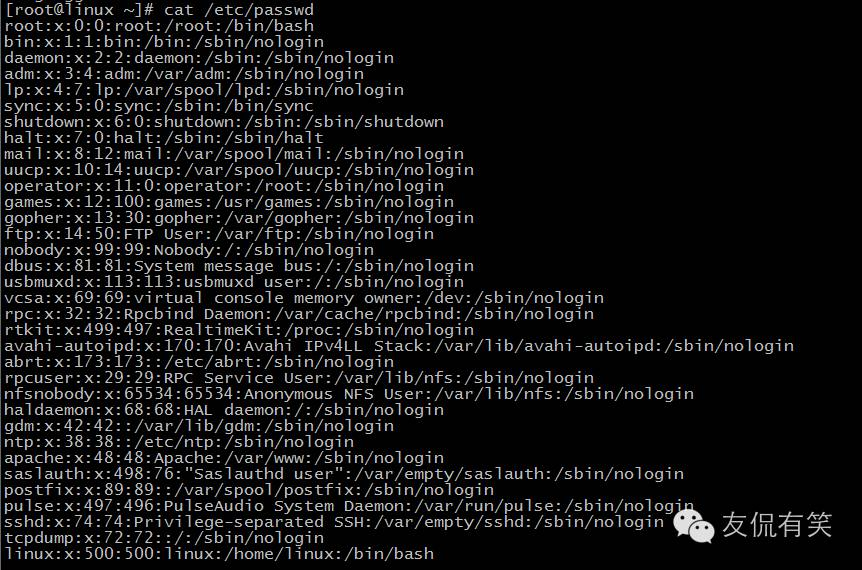 [root@linux ~]# cat /etc/passwd
root:x:0:0:root:/root:/bin/bash
bin:x:1:1:bin:/bin:/sbin/nologin
daemon:x:2:2:daemon:/sbin:/sbin/nologin
adm:x:3:4:adm:/var/adm:/sbin/nologin
lp:x:4:7:lp:/var/spool/lpd:/sbin/nologin
sync:x:5:0:sync:/sbin:/bin/sync
shutdown:x:6:0:shutdown:/sbin:/sbin/shutdown
halt:x:7:0:halt:/sbin:/sbin/halt
mail:x:8:12:mail:/var/spool/mail:/sbin/nologin
uucp:x:10:14:uucp:/var/spool/uucp:/sbin/nologin
operator:x:11:0:operator:/root:/sbin/nologin
games:x:12:100:games:/usr/games:/sbin/nologin
gopher:x:13:30:gopher:/var/gopher:/sbin/nologin
ftp:x:14:50:FTP User:/var/ftp:/sbin/nologin
nobody:x:99:99:Nobody:/:/sbin/nologin
dbus:x:81:81:System message bus:/:/sbin/nologin
usbmuxd:x:113:113:usbmuxd user:/:/sbin/nologin
vcsa:x:69:69:virtual console memory owner:/dev:/sbin/nologin
rpc:x:32:32:Rpcbind Daemon:/var/cache/rpcbind:/sbin/nologin
rtkit:x:499:497:RealtimeKit:/proc:/sbin/nologin
avahi-autoipd:x:170:170:Avahi IPv4LL Stack:/var/lib/avahi-autoipd:/sbin/nologin
abrt:x:173:173::/etc/abrt:/sbin/nologin
rpcuser:x:29:29:RPC Service User:/var/lib/nfs:/sbin/nologin
nfsnobody:x:65534:65534:Anonymous NFS User:/var/lib/nfs:/sbin/nologin
haldaemon:x:68:68:HAL daemon:/:/sbin/nologin
gdm:x:42:42::/var/lib/gdm:/sbin/nologin
ntp:x:38:38::/etc/ntp:/sbin/nologin
apache:x:48:48:Apache:/var/www:/sbin/nologin
saslauth:x:498:76:"Saslauthd user":/var/empty/saslauth:/sbin/nologin
postfix:x:89:89::/var/spool/postfix:/sbin/nologin
pulse:x:497:496:PulseAudio System Daemon:/var/run/pulse:/sbin/nologin
sshd:x:74:74:Privilege-separated SSH:/var/empty/sshd:/sbin/nologin
tcpdump:x:72:72::/:/sbin/nologin
linux:x:500:500:linux:/home/linux:/bin/bash
友侃有笑